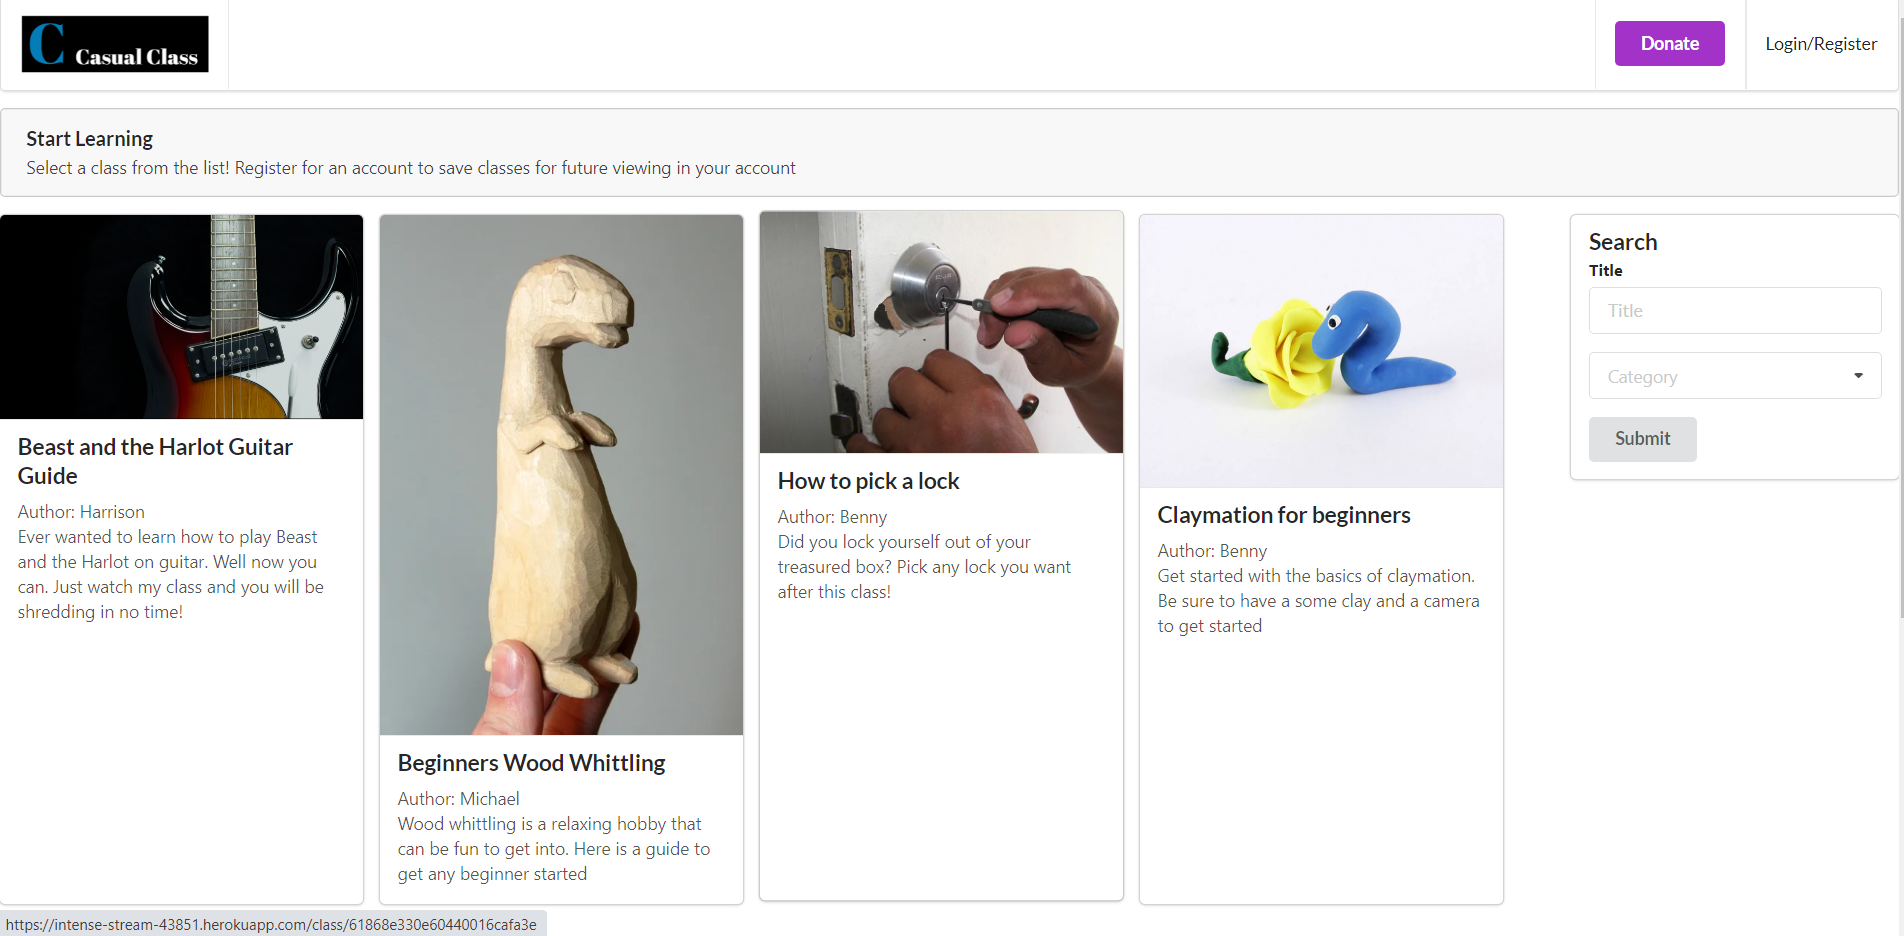 C Casual Class
Donate
Login/Register
Start Learning
Select a class from the list! Register for an account to save classes for future viewing in your account
Beast and the Harlot Guitar
Guide
Author: Harrison
Ever wanted to learn how to play Beast
and the Harlot on guitar. Well now you
can. Just watch my class and you will be
shredding in no time!
Beginners Wood Whittling
Author: Michael
Wood whittling is a relaxing hobby that
can be fun to get into. Here is a guide to
get any beginner started
How to pick a lock
Author: Benny
Did you lock yourself out of your
treasured box? Pick any lock you want
after this class!
Claymation for beginners
Author: Benny
Get started with the basics of claymation.
Be sure to have a some clay and a camera
to get started
Search
Title
Title
Category
Submit
https://intense-stream-43851.herokuapp.com/class/61868e330e60440016cafa3e